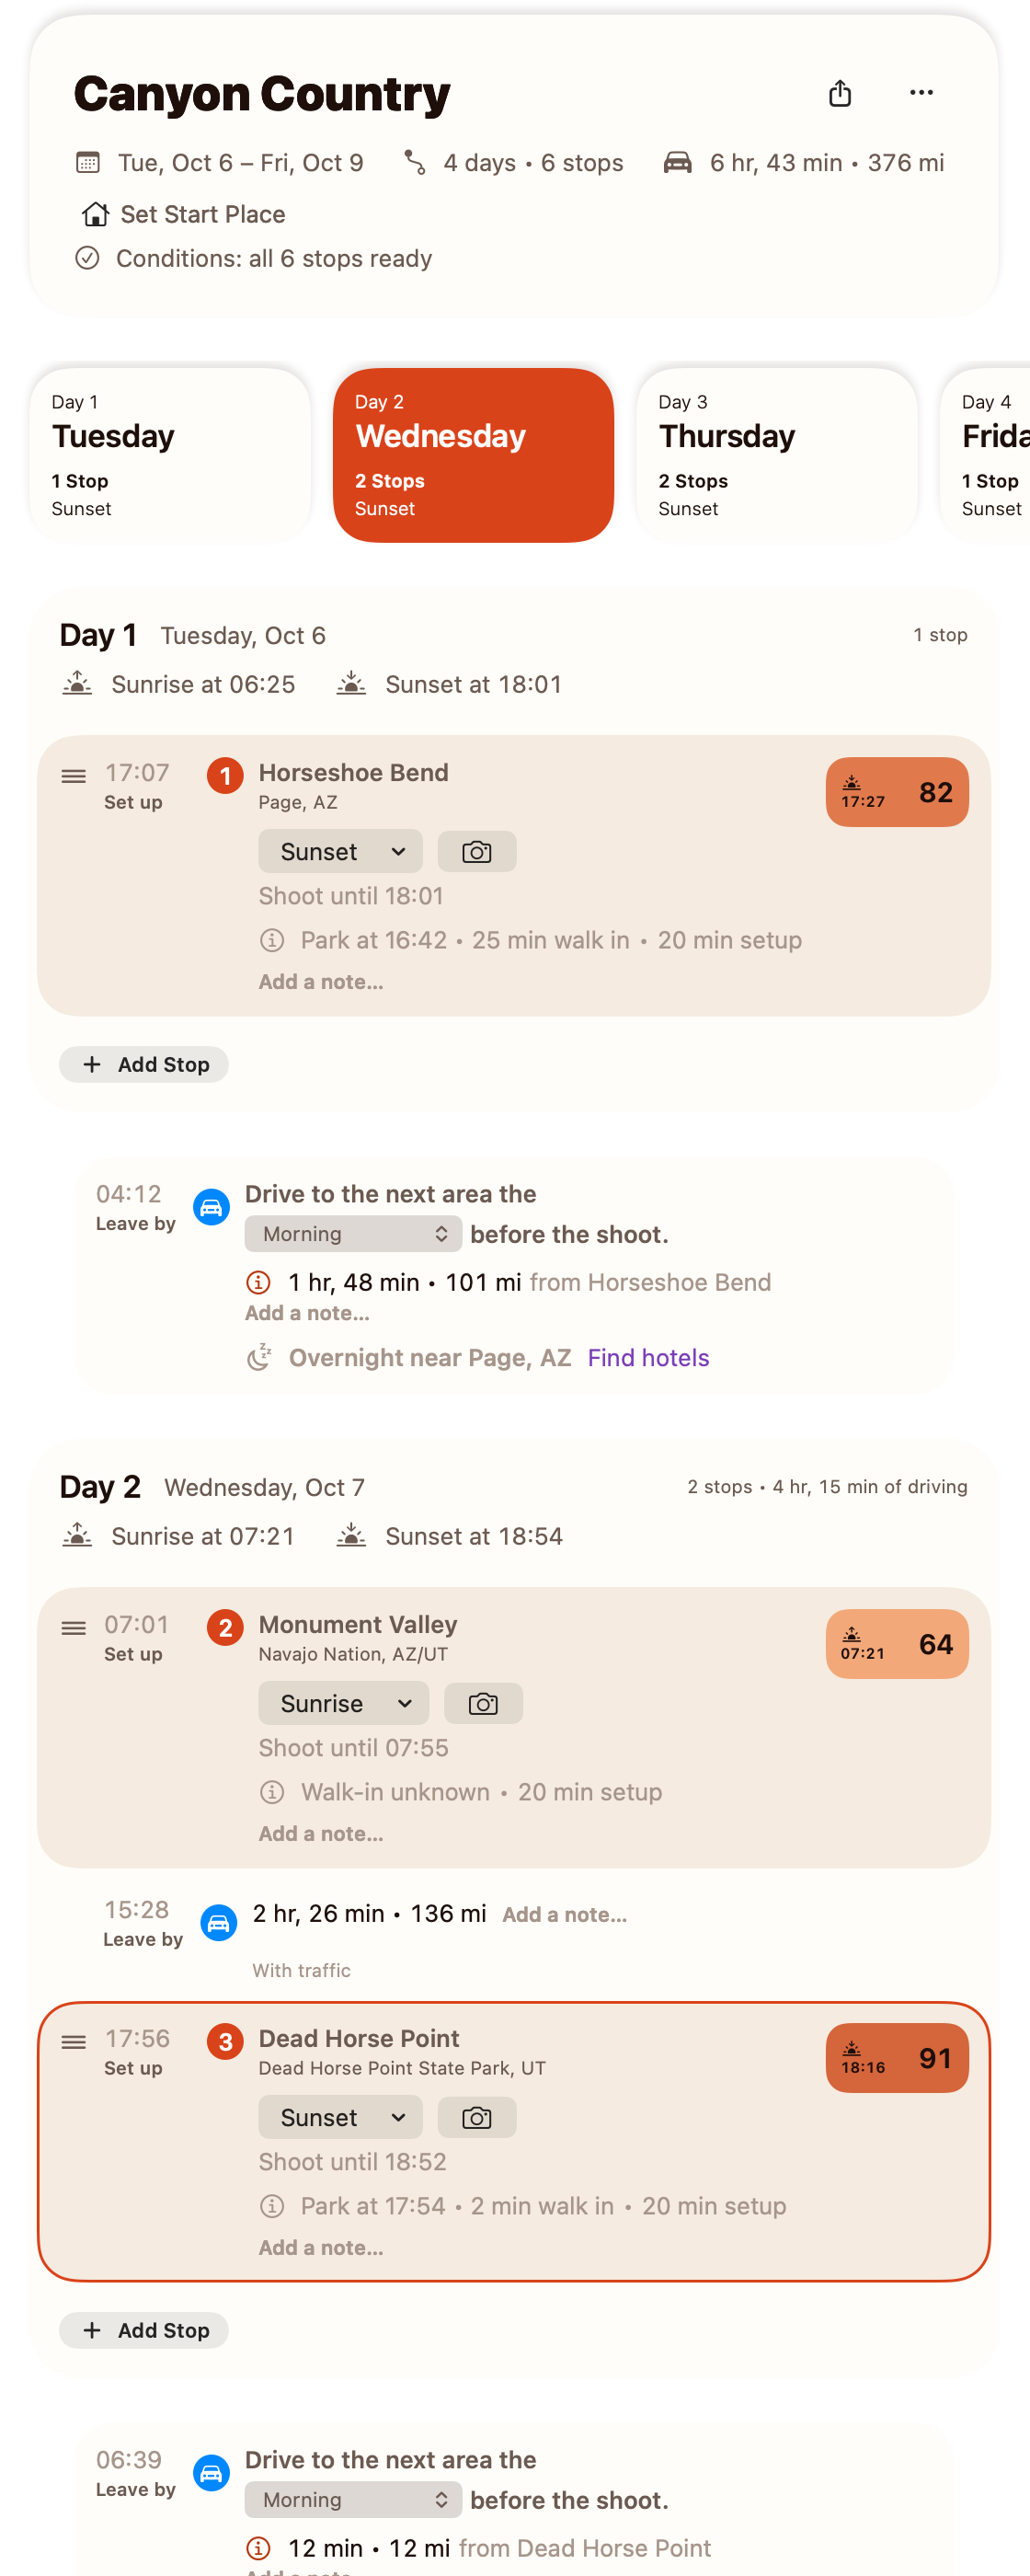 Canyon Country
Tue, Oct 6 – Fri, Oct 9 4 days • 6 stops 6 hr, 43 min • 376 mi
Set Start Place
Conditions: all 6 stops ready
Day 1
Tuesday
1 Stop
Sunset
Day 2
Wednesday
2 Stops
Sunset
Day 3
Thursday
2 Stops
Sunset
Day 4
Frida
1 Stop
Sunset
Day 1 Tuesday, Oct 6 1 stop
Sunrise at 06:25 Sunset at 18:01
17:07 1 Horseshoe Bend
Set up Page, AZ
17:27 82
Sunset
Shoot until 18:01
Park at 16:42 • 25 min walk in • 20 min setup
Add a note...
+ Add Stop
04:12 Drive to the next area the
Leave by
Morning before the shoot.
1 hr, 48 min • 101 mi from Horseshoe Bend
Add a note...
Overnight near Page, AZ Find hotels
Day 2 Wednesday, Oct 7 2 stops • 4 hr, 15 min of driving
Sunrise at 07:21 Sunset at 18:54
07:01 2 Monument Valley
Set up Navajo Nation, AZ/UT
07:21 64
Sunrise
Shoot until 07:55
Walk-in unknown • 20 min setup
Add a note...
15:28 2 hr, 26 min • 136 mi Add a note...
Leave by
With traffic
17:56 3 Dead Horse Point
Set up Dead Horse Point State Park, UT
18:16 91
Sunset
Shoot until 18:52
Park at 17:54 • 2 min walk in • 20 min setup
Add a note...
+ Add Stop
06:39 Drive to the next area the
Leave by
Morning before the shoot.
12 min • 12 mi from Dead Horse Point